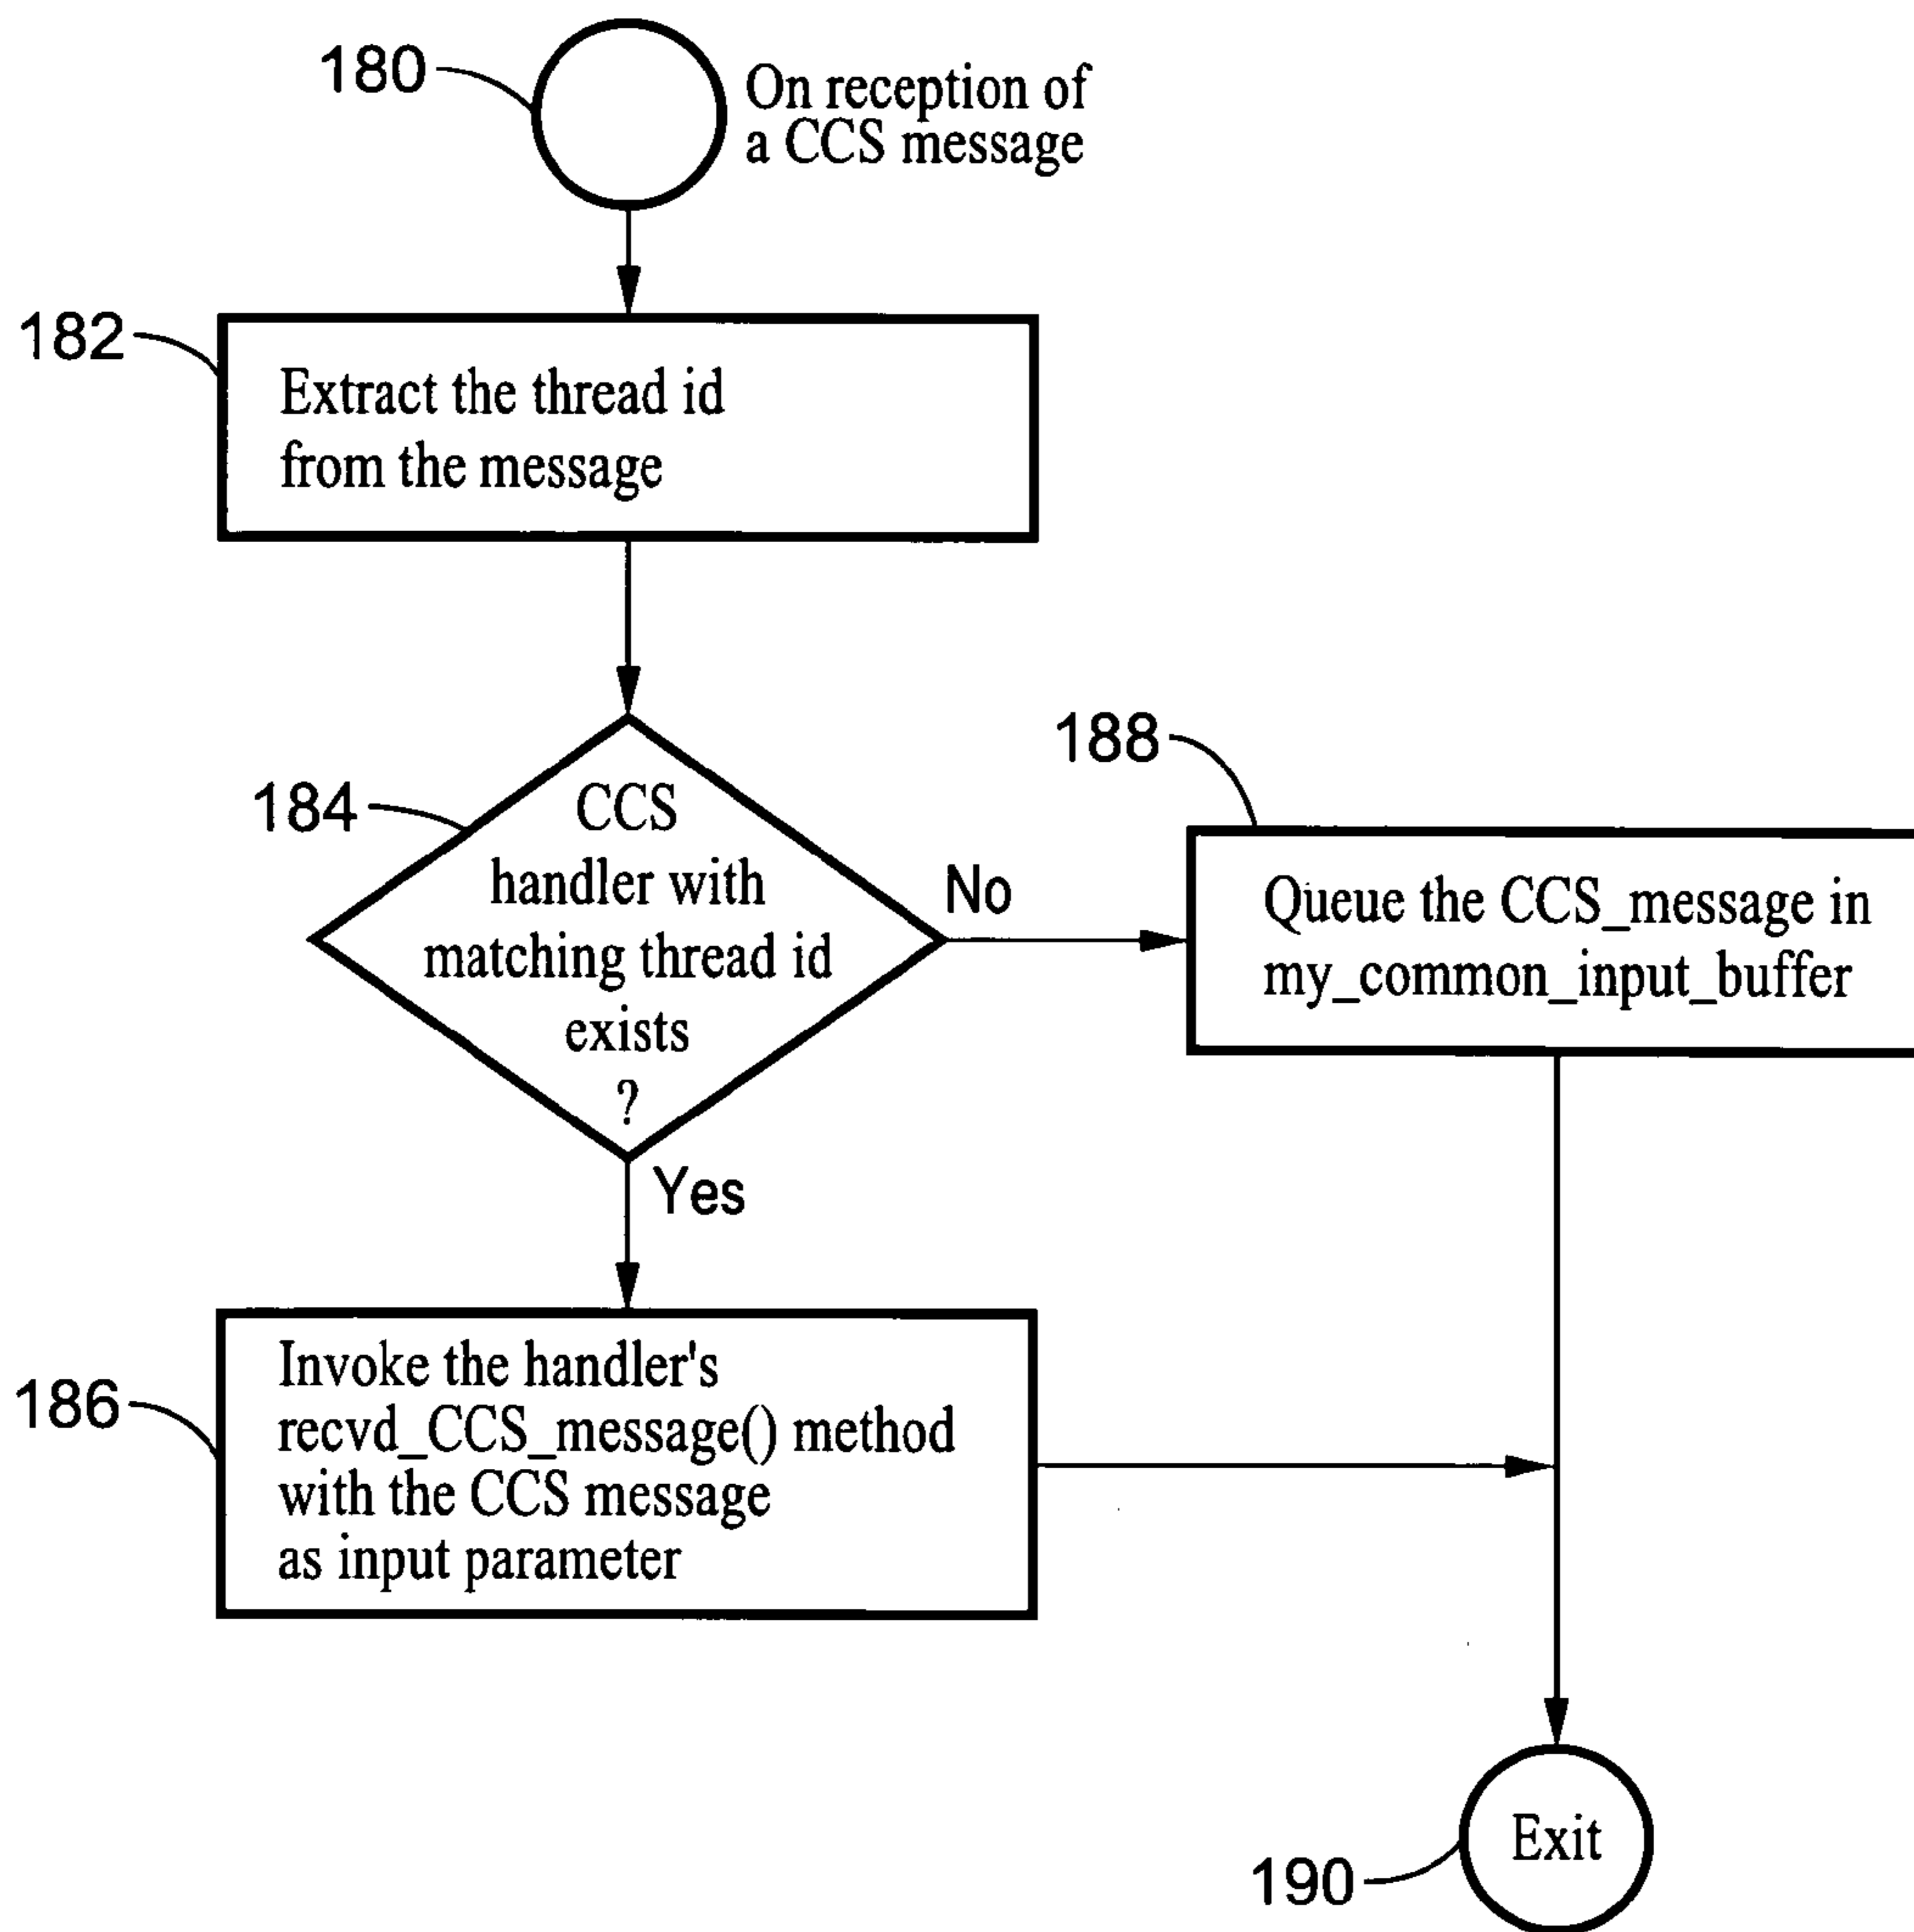 180
On reception of
a CCS message
182
Extract the thread id
from the message
184
CCS
handler with
matching thread id
exists
?
No
188
Queue the CCS_message in
my_common_input_buffer
Yes
186
Invoke the handler's
recvd_CCS_message() method
with the CCS message
as input parameter
190
Exit